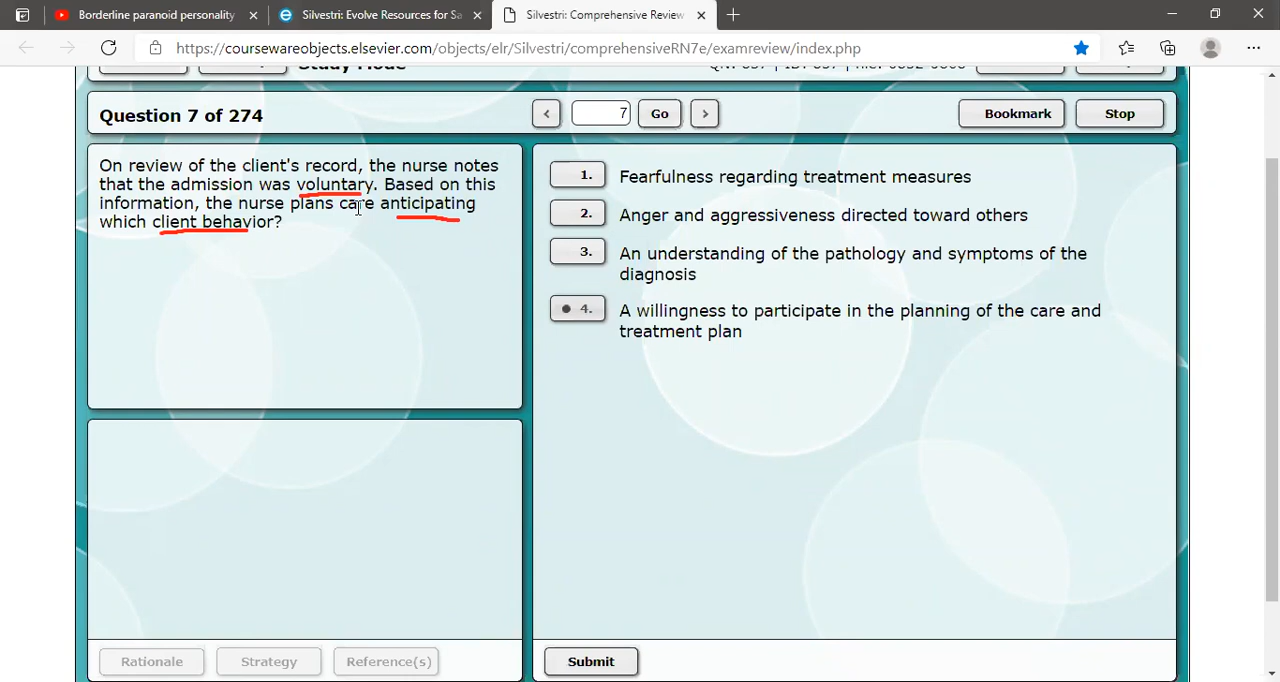 Borderline paranoid personality
Silvestri: Evolve Resources for Sa
Silvestri: Comprehensive Review
https://coursewareobjects.elsevier.com/objects/elr/Silvestri/comprehensiveRN7e/examreview/index.php
Study Mode
Question 7 of 274
7
Go
Bookmark
Stop
On review of the client's record, the nurse notes
that the admission was voluntary. Based on this
information, the nurse plans care anticipating
which client behavior?
1. Fearfulness regarding treatment measures
2. Anger and aggressiveness directed toward others
3. An understanding of the pathology and symptoms of the
diagnosis
4. A willingness to participate in the planning of the care and
treatment plan
Rationale
Strategy
Reference(s)
Submit